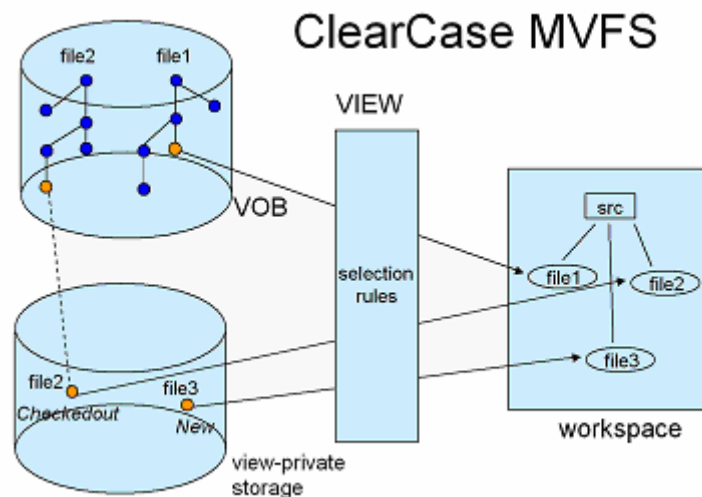 ClearCase MVFS
file2
file1
VIEW
VOB
src
selection
rules
file1
file2
file3
file2
Checkedout
file3
New
workspace
view-private
storage